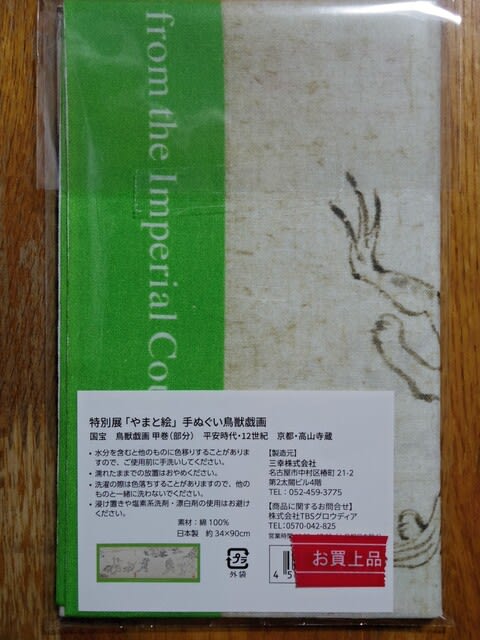 from the Imperial Cou
特別展「やまと絵」手ぬぐい鳥獣戯画
国宝　鳥獣戯画 甲巻（部分）　平安時代・12世紀　京都・高山寺蔵
・水分を含むと他のものに色移りすることがありま
すので、ご使用前に手洗いしてください。
・濡れたままでの放置はおやめください。
・洗濯の際は色落ちすることがありますので、他の
ものと一緒に洗わないでください。
・浸け置きや塩素系洗剤・漂白剤の使用はお避け
ください。
素材：綿 100%
日本製　約 34×90cm
【製造元】
三幸株式会社
名古屋市中村区椿町 21-2
第2太閤ビル4階
TEL：052-459-3775
【商品に関するお問合せ】
株式会社TBSグロウディア
TEL:0570-042-825
営業時間
プラ
外袋
4 5
お買上品